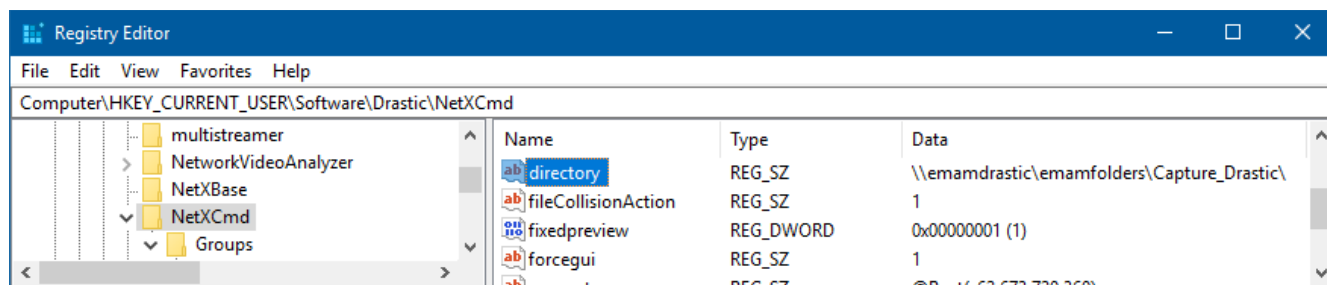 Registry Editor
File Edit View Favorites Help
Computer\HKEY_CURRENT_USER\Software\Drastic\NetXCmd
multistreamer
NetworkVideoAnalyzer
NetXBase
NetXCmd
Groups
Name Type Data
directory REG_SZ \\emamdrastic\emamfolders\Capture_Drastic\
fileCollisionAction REG_SZ 1
fixedpreview REG_DWORD 0x00000001 (1)
forcegui REG_SZ 1